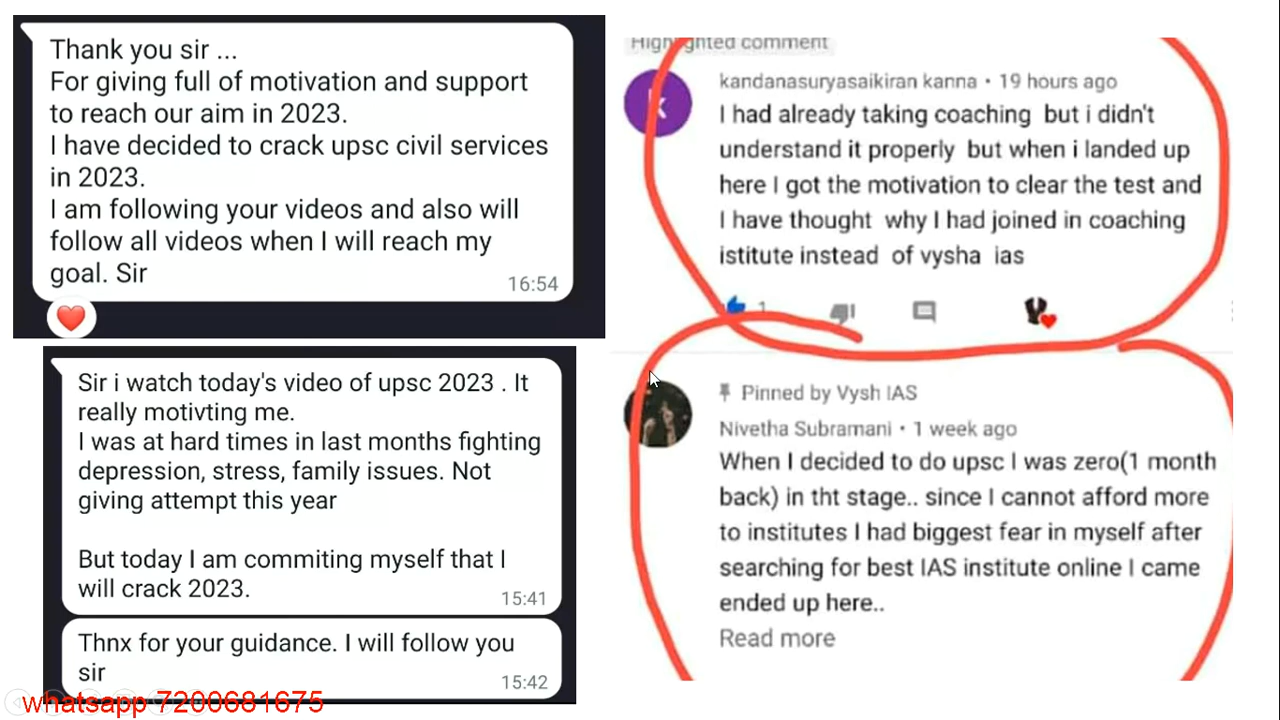 Thank you sir ...
For giving full of motivation and support
to reach our aim in 2023.
I have decided to crack upsc civil services
in 2023.
I am following your videos and also will
follow all videos when I will reach my
goal. Sir
16:54
Sir i watch today's video of upsc 2023 . It
really motivting me.
I was at hard times in last months fighting
depression, stress, family issues. Not
giving attempt this year
But today I am commiting myself that I
will crack 2023.
15:41
Thnx for your guidance. I will follow you
sir
15:42
whatsapp 7200681675
Highlighted comment
K
kandanasuryasaikiran kanna • 19 hours ago
I had already taking coaching but i didn't
understand it properly but when i landed up
here I got the motivation to clear the test and
I have thought why I had joined in coaching
istitute instead of vysha ias
1
Pinned by Vysh IAS
Nivetha Subramani • 1 week ago
When I decided to do upsc I was zero(1 month
back) in tht stage.. since I cannot afford more
to institutes I had biggest fear in myself after
searching for best IAS institute online I came
ended up here..
Read more